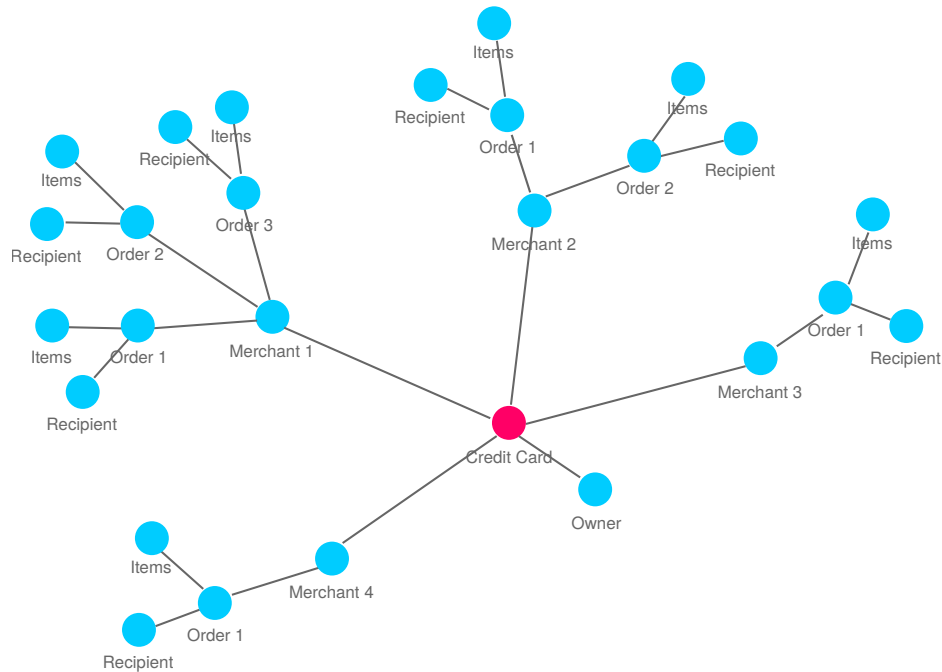 Items
Recipient
Order 1
Items
Order 2
Recipient
Merchant 2
Items
Recipient
Order 3
Items
Recipient
Order 2
Items
Order 1
Recipient
Merchant 1
Items
Order 1
Recipient
Merchant 3
Credit Card
Owner
Items
Merchant 4
Order 1
Recipient